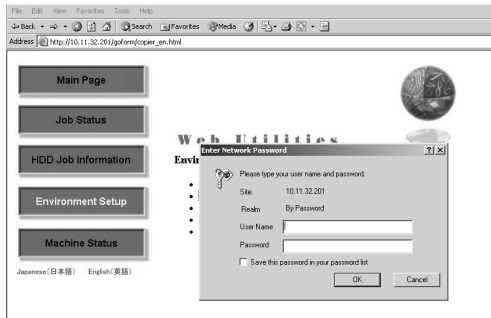 File Edit View Favorites Tools Help
Back Search Favorites Media
Address http://10.11.32.201/goform/copier_en.html
Main Page
Job Status
HDD Job Information
Environment Setup
Machine Status
Japanese(日本語) English(英語)
Web Utilities
Envir
Enter Network Password
Please type your user name and password.
Site: 10.11.32.201
Realm By Password
User Name
Password
Save this password in your password list
OK Cancel